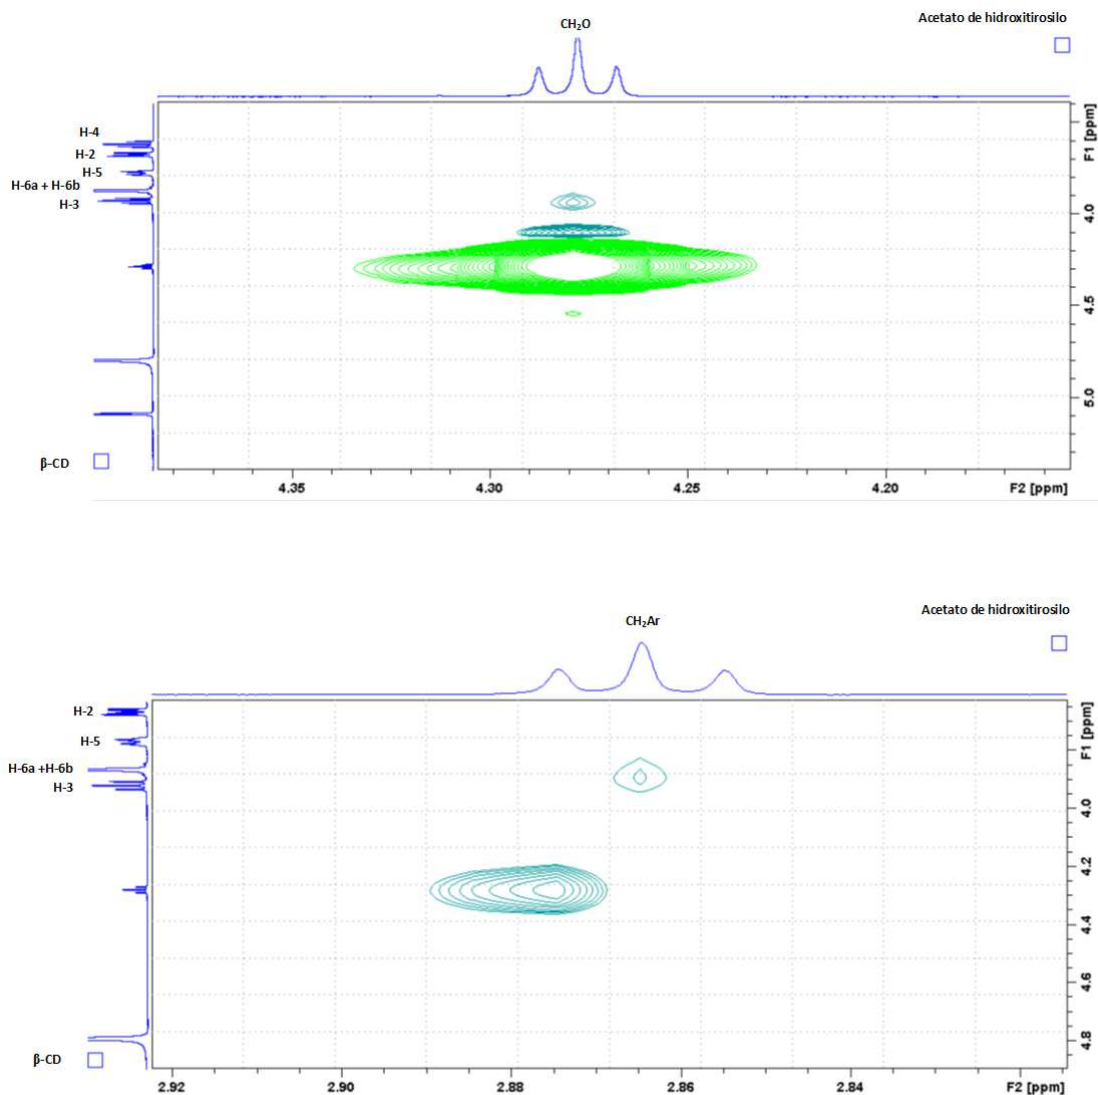 CH₂O
Acetato de hidroxitirosilo
H-4
H-2
H-5
H-6a + H-6b
H-3
β-CD
F1 [ppm]
4.0
4.5
5.0
4.35
4.30
4.25
4.20
F2 [ppm]
CH₂Ar
Acetato de hidroxitirosilo
H-2
H-5
H-6a +H-6b
H-3
β-CD
F1 [ppm]
4.0
4.2
4.4
4.6
4.8
2.92
2.90
2.88
2.86
2.84
F2 [ppm]